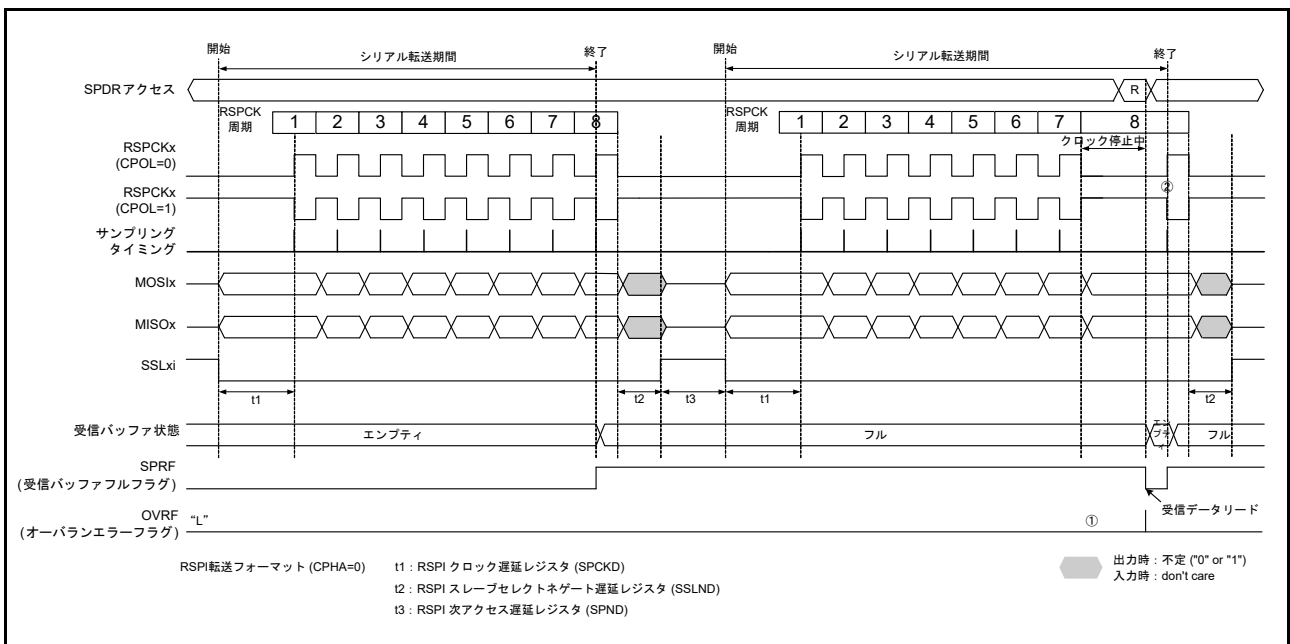 開始 シリアル転送期間 終了 開始 シリアル転送期間 終了
SPDRアクセス R
RSPCK 周期 1 2 3 4 5 6 7 8 RSPCK 周期 1 2 3 4 5 6 7 8
クロック停止中
RSPCKx
(CPOL=0)
②
RSPCKx
(CPOL=1)
サンプリング
タイミング
MOSIx
MISOx
SSLxi
t1 t2 t3 t1 t2
受信バッファ状態 エンプティ フル エンプティ フル
SPRF
(受信バッファフルフラグ)
受信データリード
OVRF
(オーバランエラーフラグ) “L” ①
RSPI転送フォーマット (CPHA=0)
t1 : RSPI クロック遅延レジスタ (SPCKD)
t2 : RSPI スレーブセレクトネゲート遅延レジスタ (SSLND)
t3 : RSPI 次アクセス遅延レジスタ (SPND)
出力時 : 不定 ("0" or "1")
入力時 : don't care